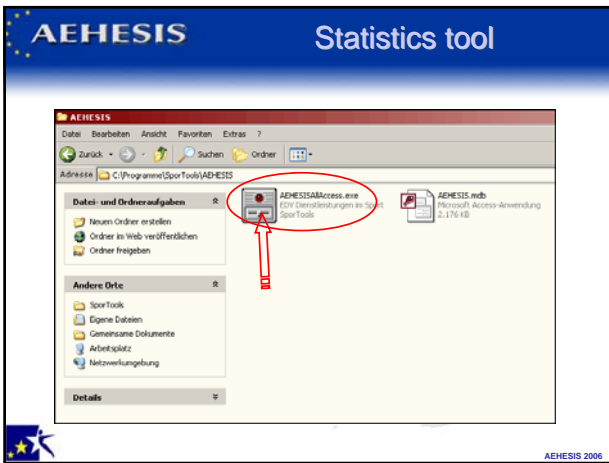 AEHESIS
Statistics tool
AEHESIS
Datei Bearbeiten Ansicht Favoriten Extras ?
Zurück Suchen Ordner
Adresse C:\Programme\SporTools\AEHESIS
Datei- und Ordneraufgaben
Neuen Ordner erstellen
Ordner im Web veröffentlichen
Ordner freigeben
Andere Orte
SporTools
Eigene Dateien
Gemeinsame Dokumente
Arbeitsplatz
Netzwerkumgebung
Details
AEHESISAllAccess.exe
EDV Dienstleistungen im Sport
SporTools
AEHESIS.mdb
Microsoft Access-Anwendung
2.176 KB
AEHESIS 2006